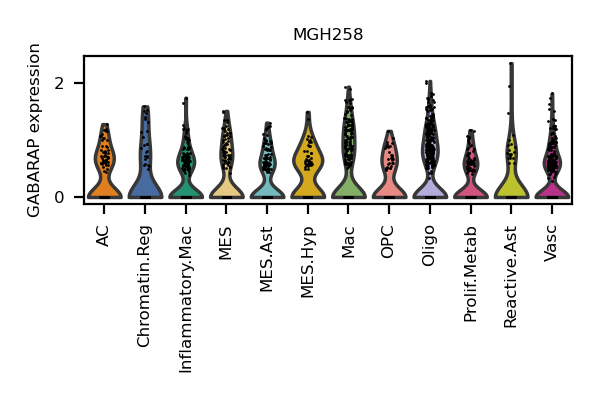 MGH258
GABARAP expression
2
0
AC
Chromatin.Reg
Inflammatory.Mac
MES
MES.Ast
MES.Hyp
Mac
OPC
Oligo
Prolif.Metab
Reactive.Ast
Vasc